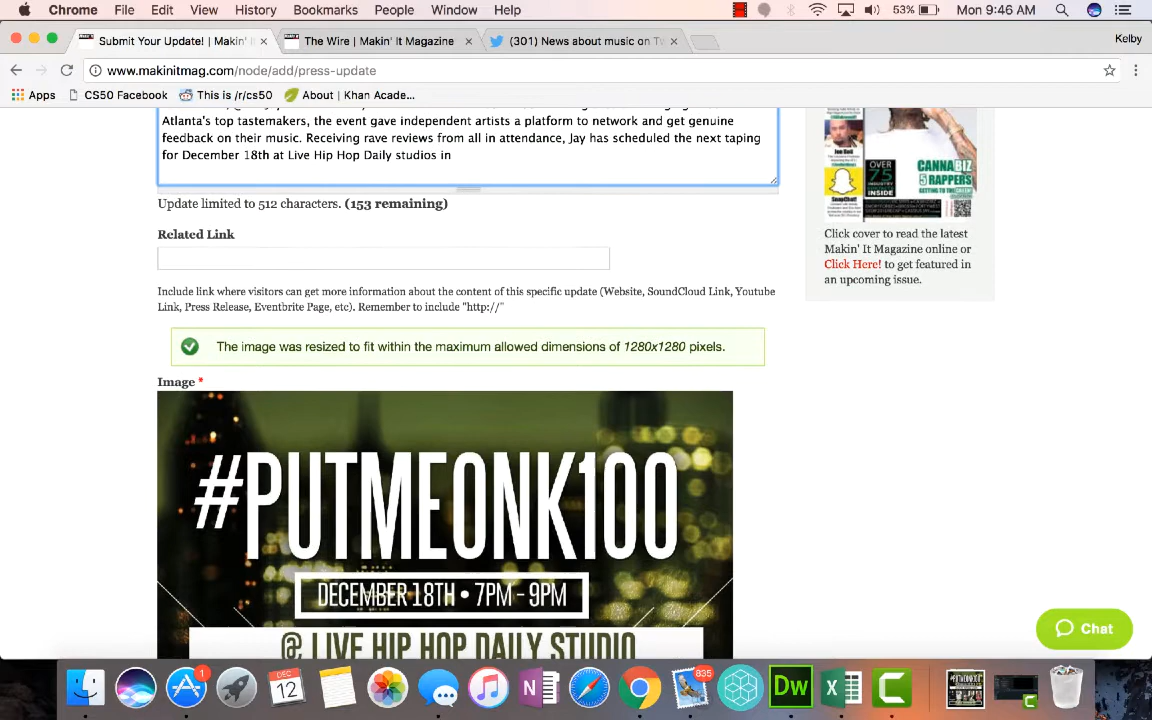 Chrome File Edit View History Bookmarks People Window Help 53% Mon 9:46 AM
Submit Your Update! | Makin' I
The Wire | Makin' It Magazine
(301) News about music on Tw
Kelby
www.makinitmag.com/node/add/press-update
Apps CS50 Facebook This is /r/cs50 About | Khan Acade...
Atlanta's top tastemakers, the event gave independent artists a platform to network and get genuine
feedback on their music. Receiving rave reviews from all in attendance, Jay has scheduled the next taping
for December 18th at Live Hip Hop Daily studios in
Update limited to 512 characters. (153 remaining)
Related Link
Include link where visitors can get more information about the content of this specific update (Website, SoundCloud Link, Youtube
Link, Press Release, Eventbrite Page, etc). Remember to include "http://"
The image was resized to fit within the maximum allowed dimensions of 1280x1280 pixels.
Image *
#PUTMEONK100
DECEMBER 18TH • 7PM - 9PM
@ LIVE HIP HOP DAILY STUDIO
OVER
75
INDUSTRY
INSIDE
CANNABIZ
5 RAPPERS
Click cover to read the latest
Makin' It Magazine online or
Click Here! to get featured in
an upcoming issue.
Chat
1
DEC
12
835
Dw